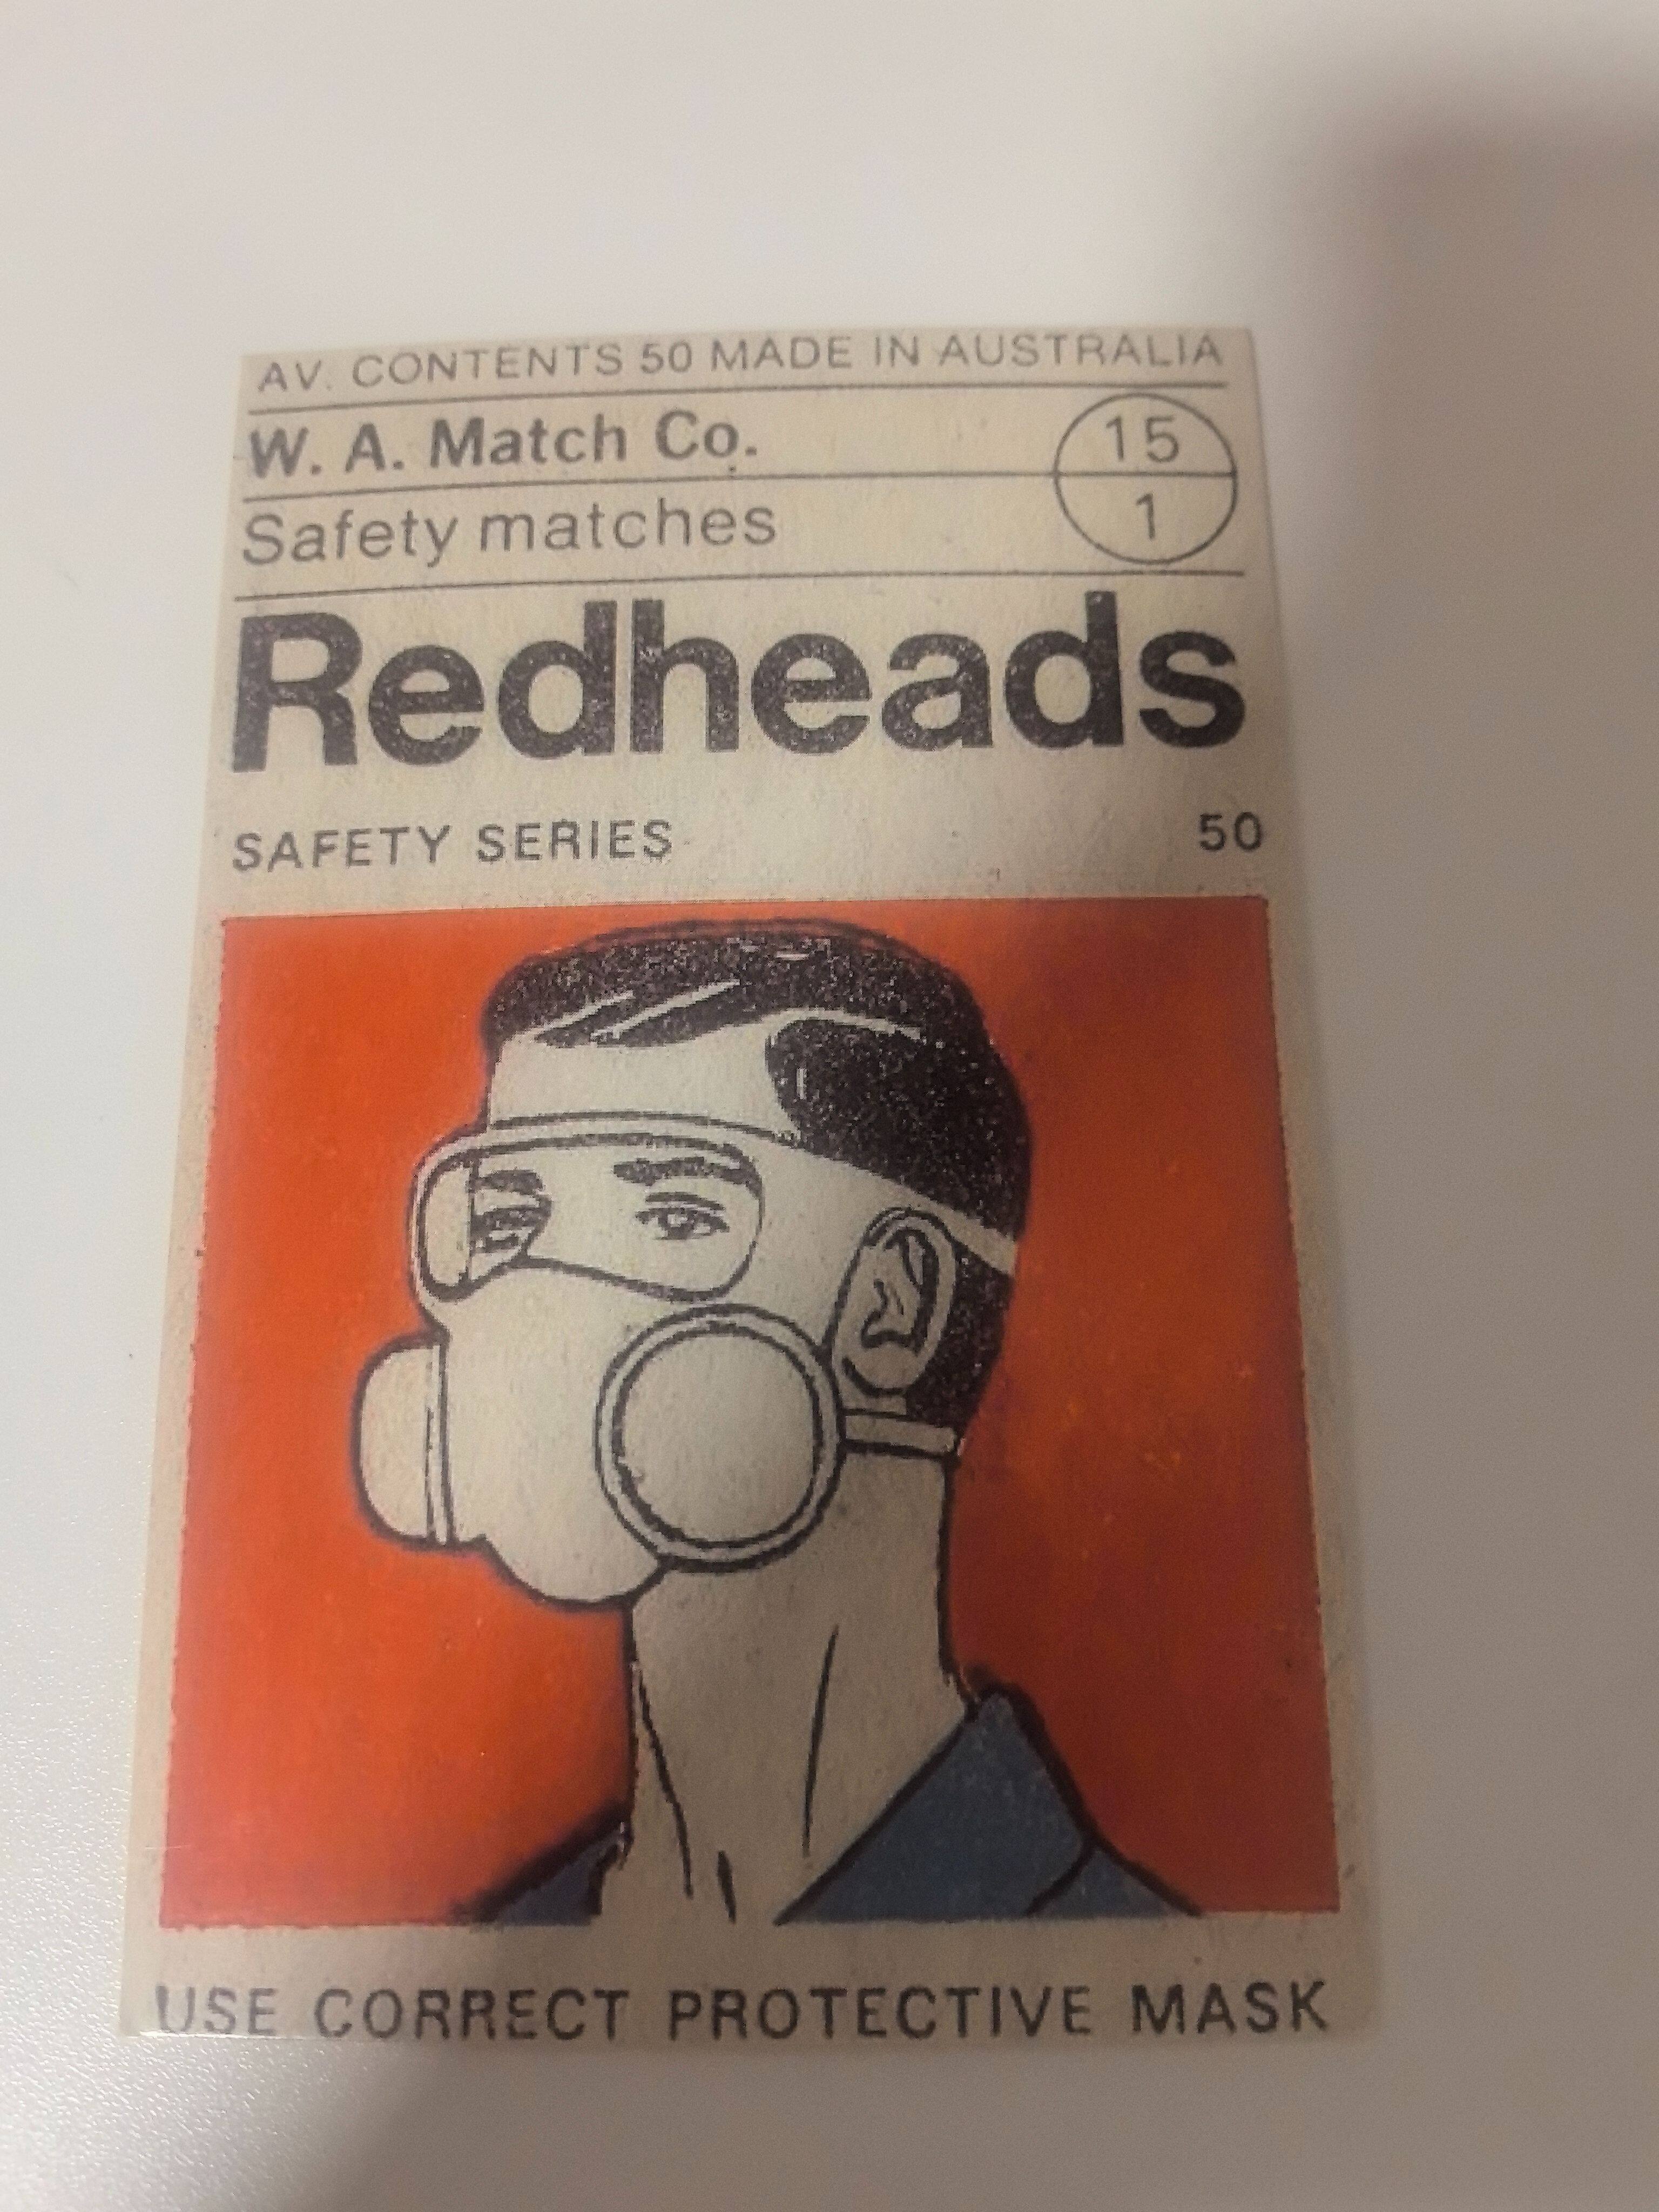 AV. CONTENTS 50 MADE IN AUSTRALIA
W. A. Match Co.
15
Safety matches
1
Redheads
SAFETY SERIES 50
USE CORRECT PROTECTIVE MASK